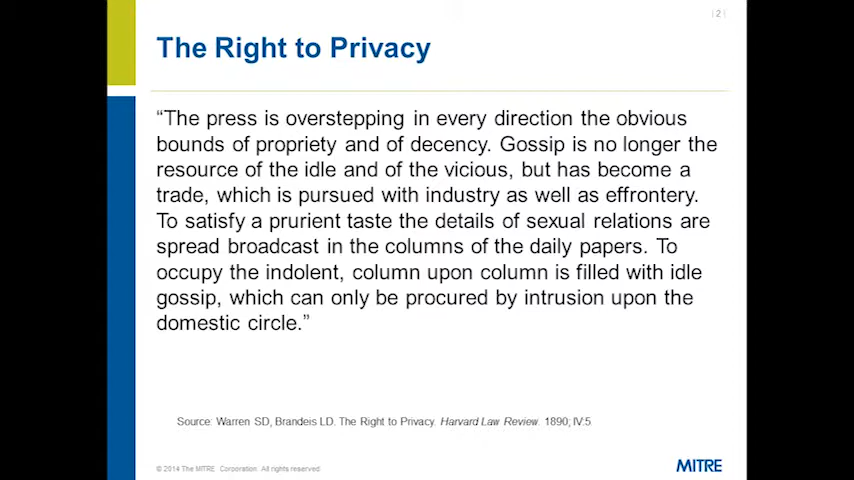 | 2 |
The Right to Privacy
“The press is overstepping in every direction the obvious
bounds of propriety and of decency. Gossip is no longer the
resource of the idle and of the vicious, but has become a
trade, which is pursued with industry as well as effrontery.
To satisfy a prurient taste the details of sexual relations are
spread broadcast in the columns of the daily papers. To
occupy the indolent, column upon column is filled with idle
gossip, which can only be procured by intrusion upon the
domestic circle.”
Source: Warren SD, Brandeis LD. The Right to Privacy. Harvard Law Review. 1890; IV:5.
© 2014 The MITRE Corporation. All rights reserved
MITRE